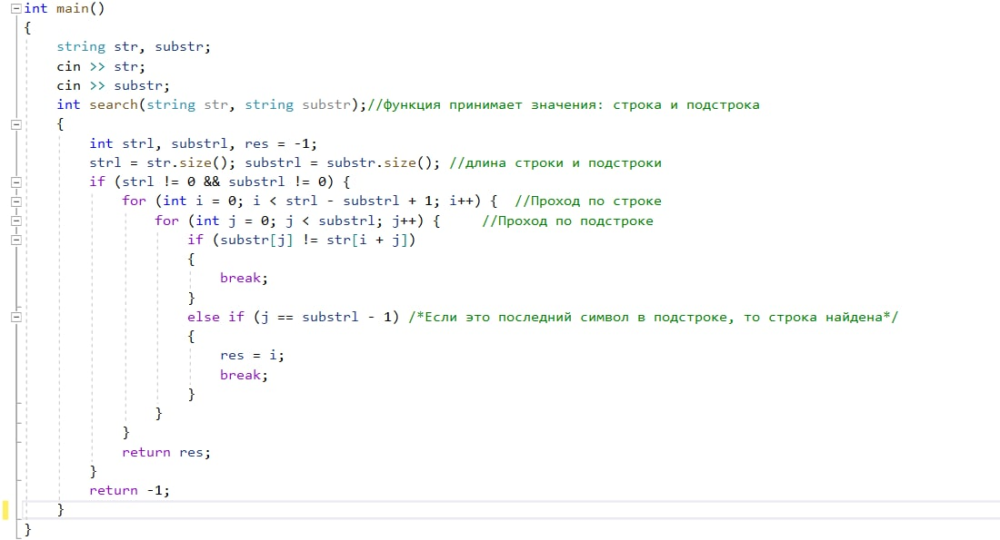 int main()
{
    string str, substr;
    cin >> str;
    cin >> substr;
    int search(string str, string substr);//функция принимает значения: строка и подстрока
    {
        int strl, substrl, res = -1;
        strl = str.size(); substrl = substr.size(); //длина строки и подстроки
        if (strl != 0 && substrl != 0) {
            for (int i = 0; i < strl - substrl + 1; i++) {  //Проход по строке
                for (int j = 0; j < substrl; j++) {     //Проход по подстроке
                    if (substr[j] != str[i + j])
                    {
                        break;
                    }
                    else if (j == substrl - 1) /*Если это последний символ в подстроке, то строка найдена*/
                    {
                        res = i;
                        break;
                    }
                }
            }
            return res;
        }
        return -1;
    }
}